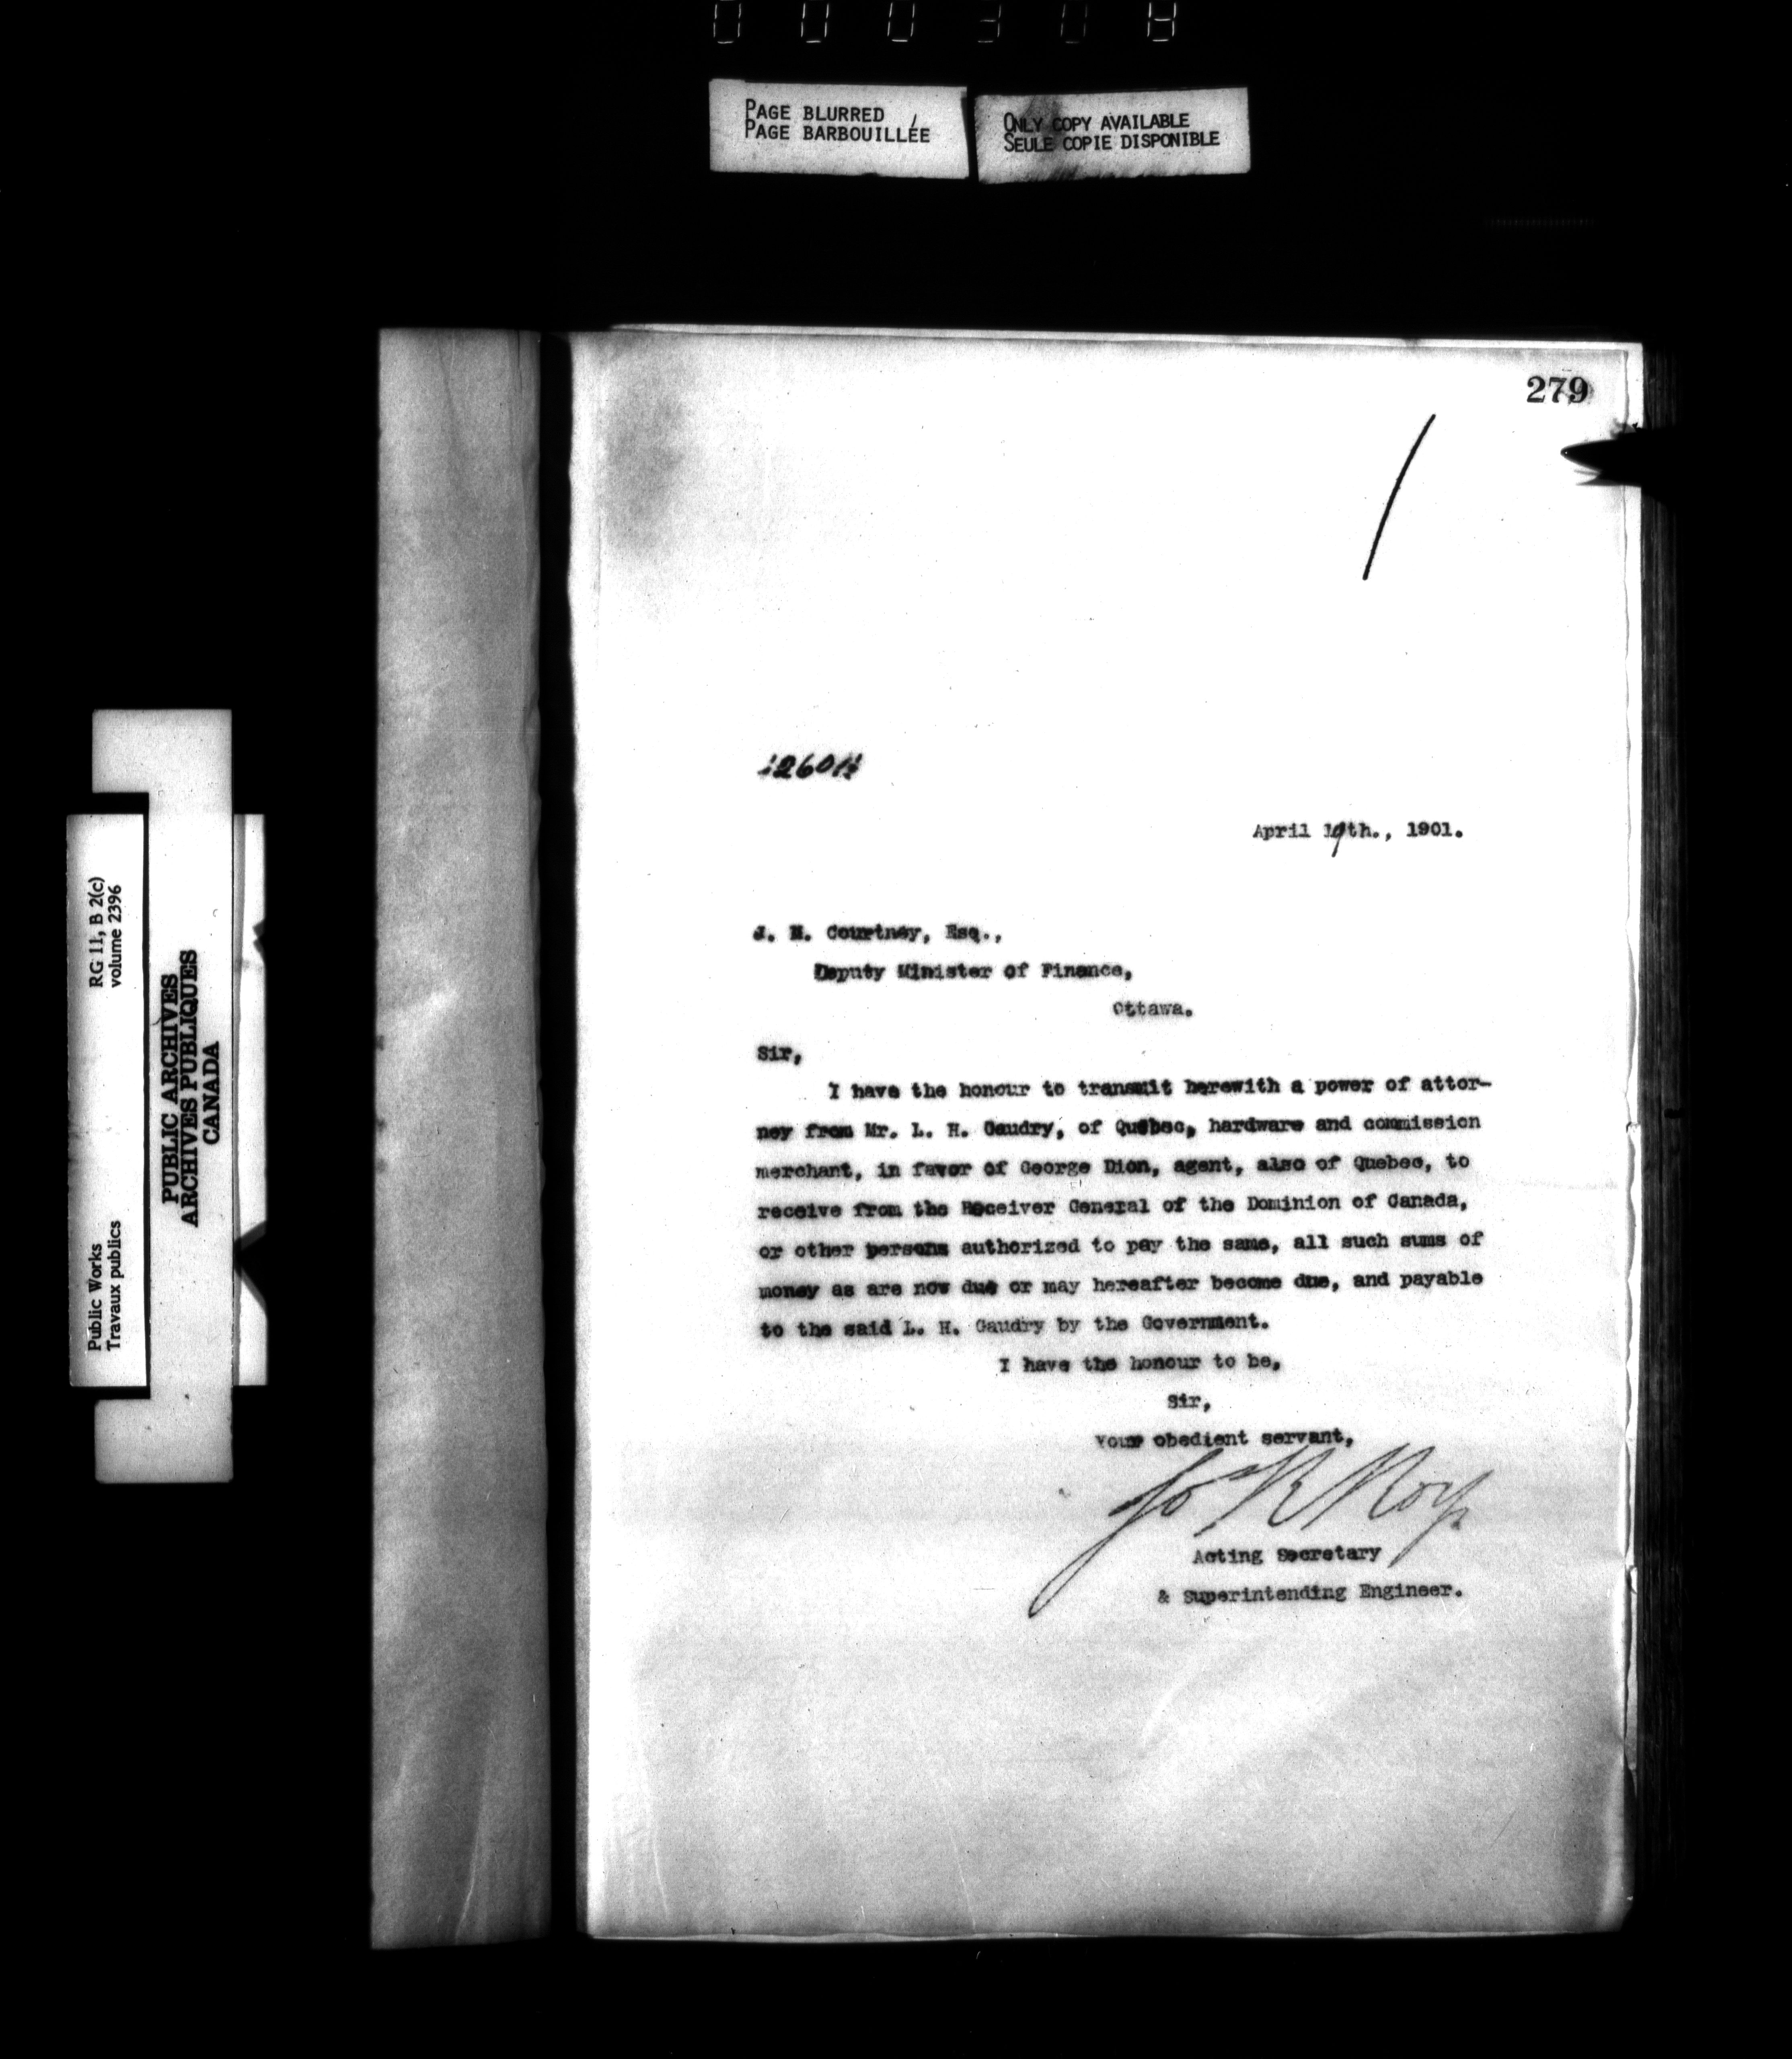 PAGE BLURRED
PAGE BARBOUILLÉE
ONLY COPY AVAILABLE
SEULE COPIE DISPONIBLE
279
April 19th., 1901.
J. M. Courtney, Esq.,
Deputy Minister of Finance,
Ottawa.
Sir,
I have the honour to transmit herewith a power of attor-
ney from Mr. L. H. Gaudry, of Quebec, hardware and commission
merchant, in favor of George Dion, agent, also of Quebec, to
receive from the Receiver General of the Dominion of Canada,
or other persons authorized to pay the same, all such sums of
money as are now due or may hereafter become due, and payable
to the said L. H. Gaudry by the Government.
I have the honour to be,
Sir,
Your obedient servant,
Jo R Roy
Acting Secretary
& Superintending Engineer.
RG 11, B 2(c)
volume 2396
Public Works
Travaux publics
PUBLIC ARCHIVES
ARCHIVES PUBLIQUES
CANADA